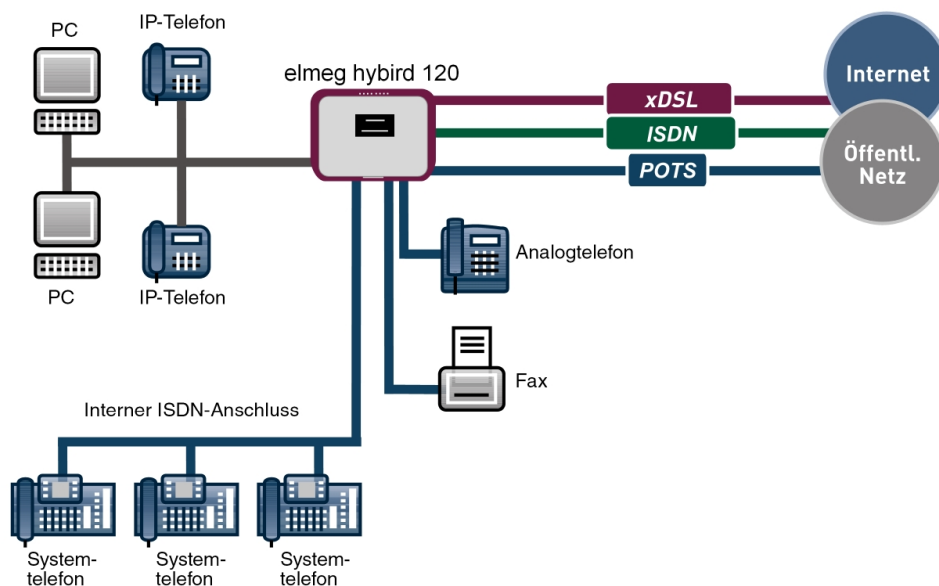 PC
IP-Telefon
elmeg hybird 120
xDSL
Internet
ISDN
POTS
Öffentl.
Netz
Analogtelefon
PC
IP-Telefon
Fax
Interner ISDN-Anschluss
System-
telefon
System-
telefon
System-
telefon